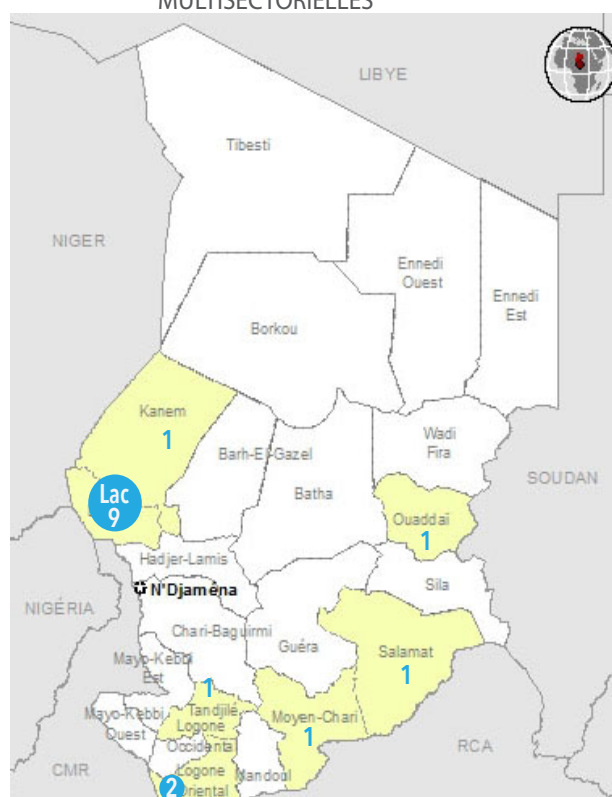 MULTISECTORIELLES
LIBYE
Tibesti
NIGER
Ennedi
Ouest
Ennedi
Est
Borkou
Kanem
1
Barh-El-Gazel
Wadi
Fira
SOUDAN
Batha
Lac
9
Ouaddaï
1
Hadjer-Lamis
N'Djaména
Sila
NIGÉRIA
Chari-Baguirmi
Guéra
Salamat
1
Mayo-Kebbi
Est
1
Tandjilé
Moyen-Chari
1
Mayo-Kebbi
Ouest
Logone
Occidental
RCA
CMR
Logone
Oriental
2
Mandoul